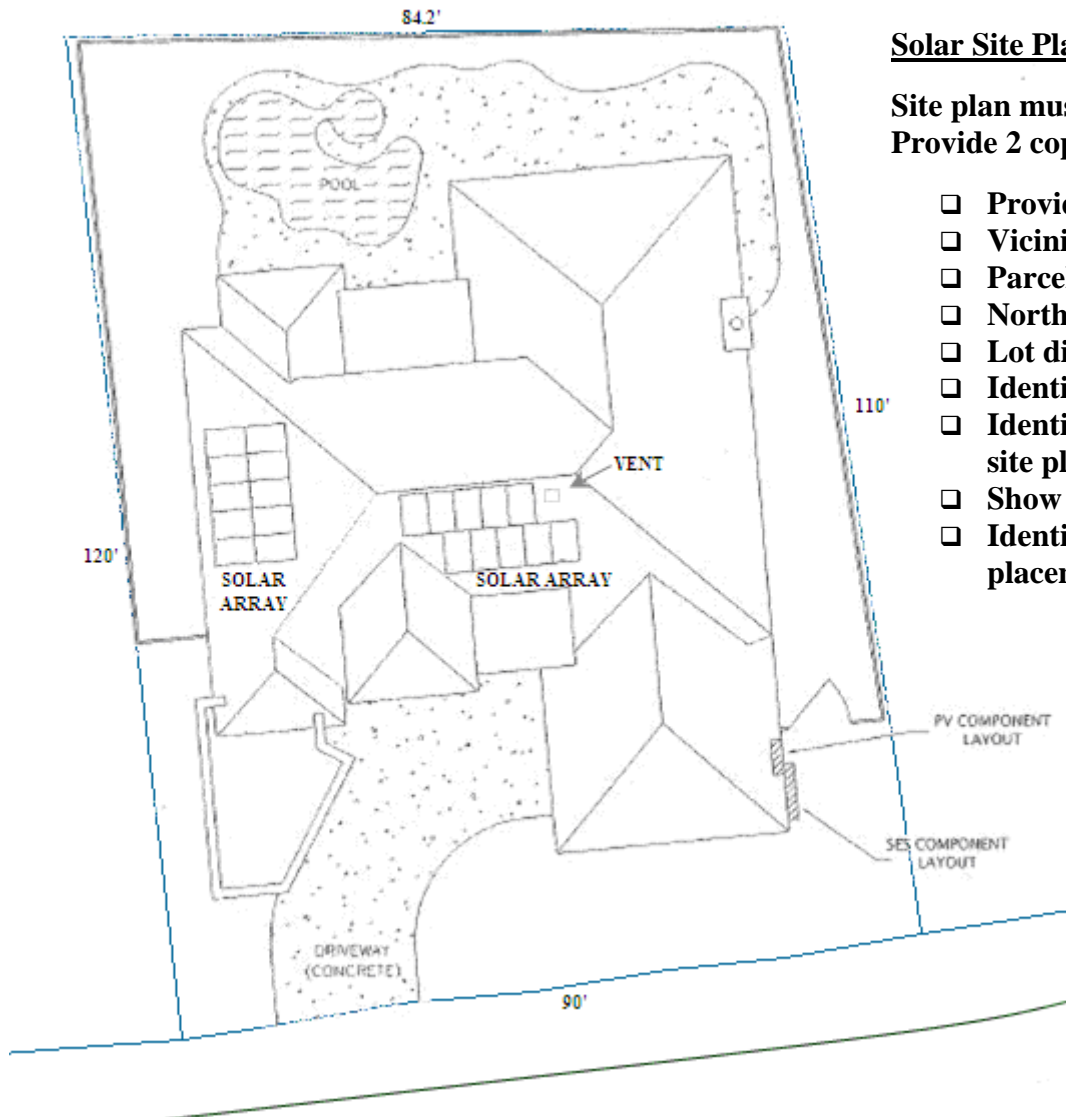 84.2'
Solar Site Pla
Site plan mus
Provide 2 cop
Provid
Vicini
Parcel
North
Lot di
Identi
Identi
site pl
Show
Identi
placer
POOL
110'
VENT
120'
SOLAR
ARRAY
SOLAR ARRAY
PV COMPONENT
LAYOUT
SES COMPONENT
LAYOUT
DRIVEWAY
(CONCRETE)
90'